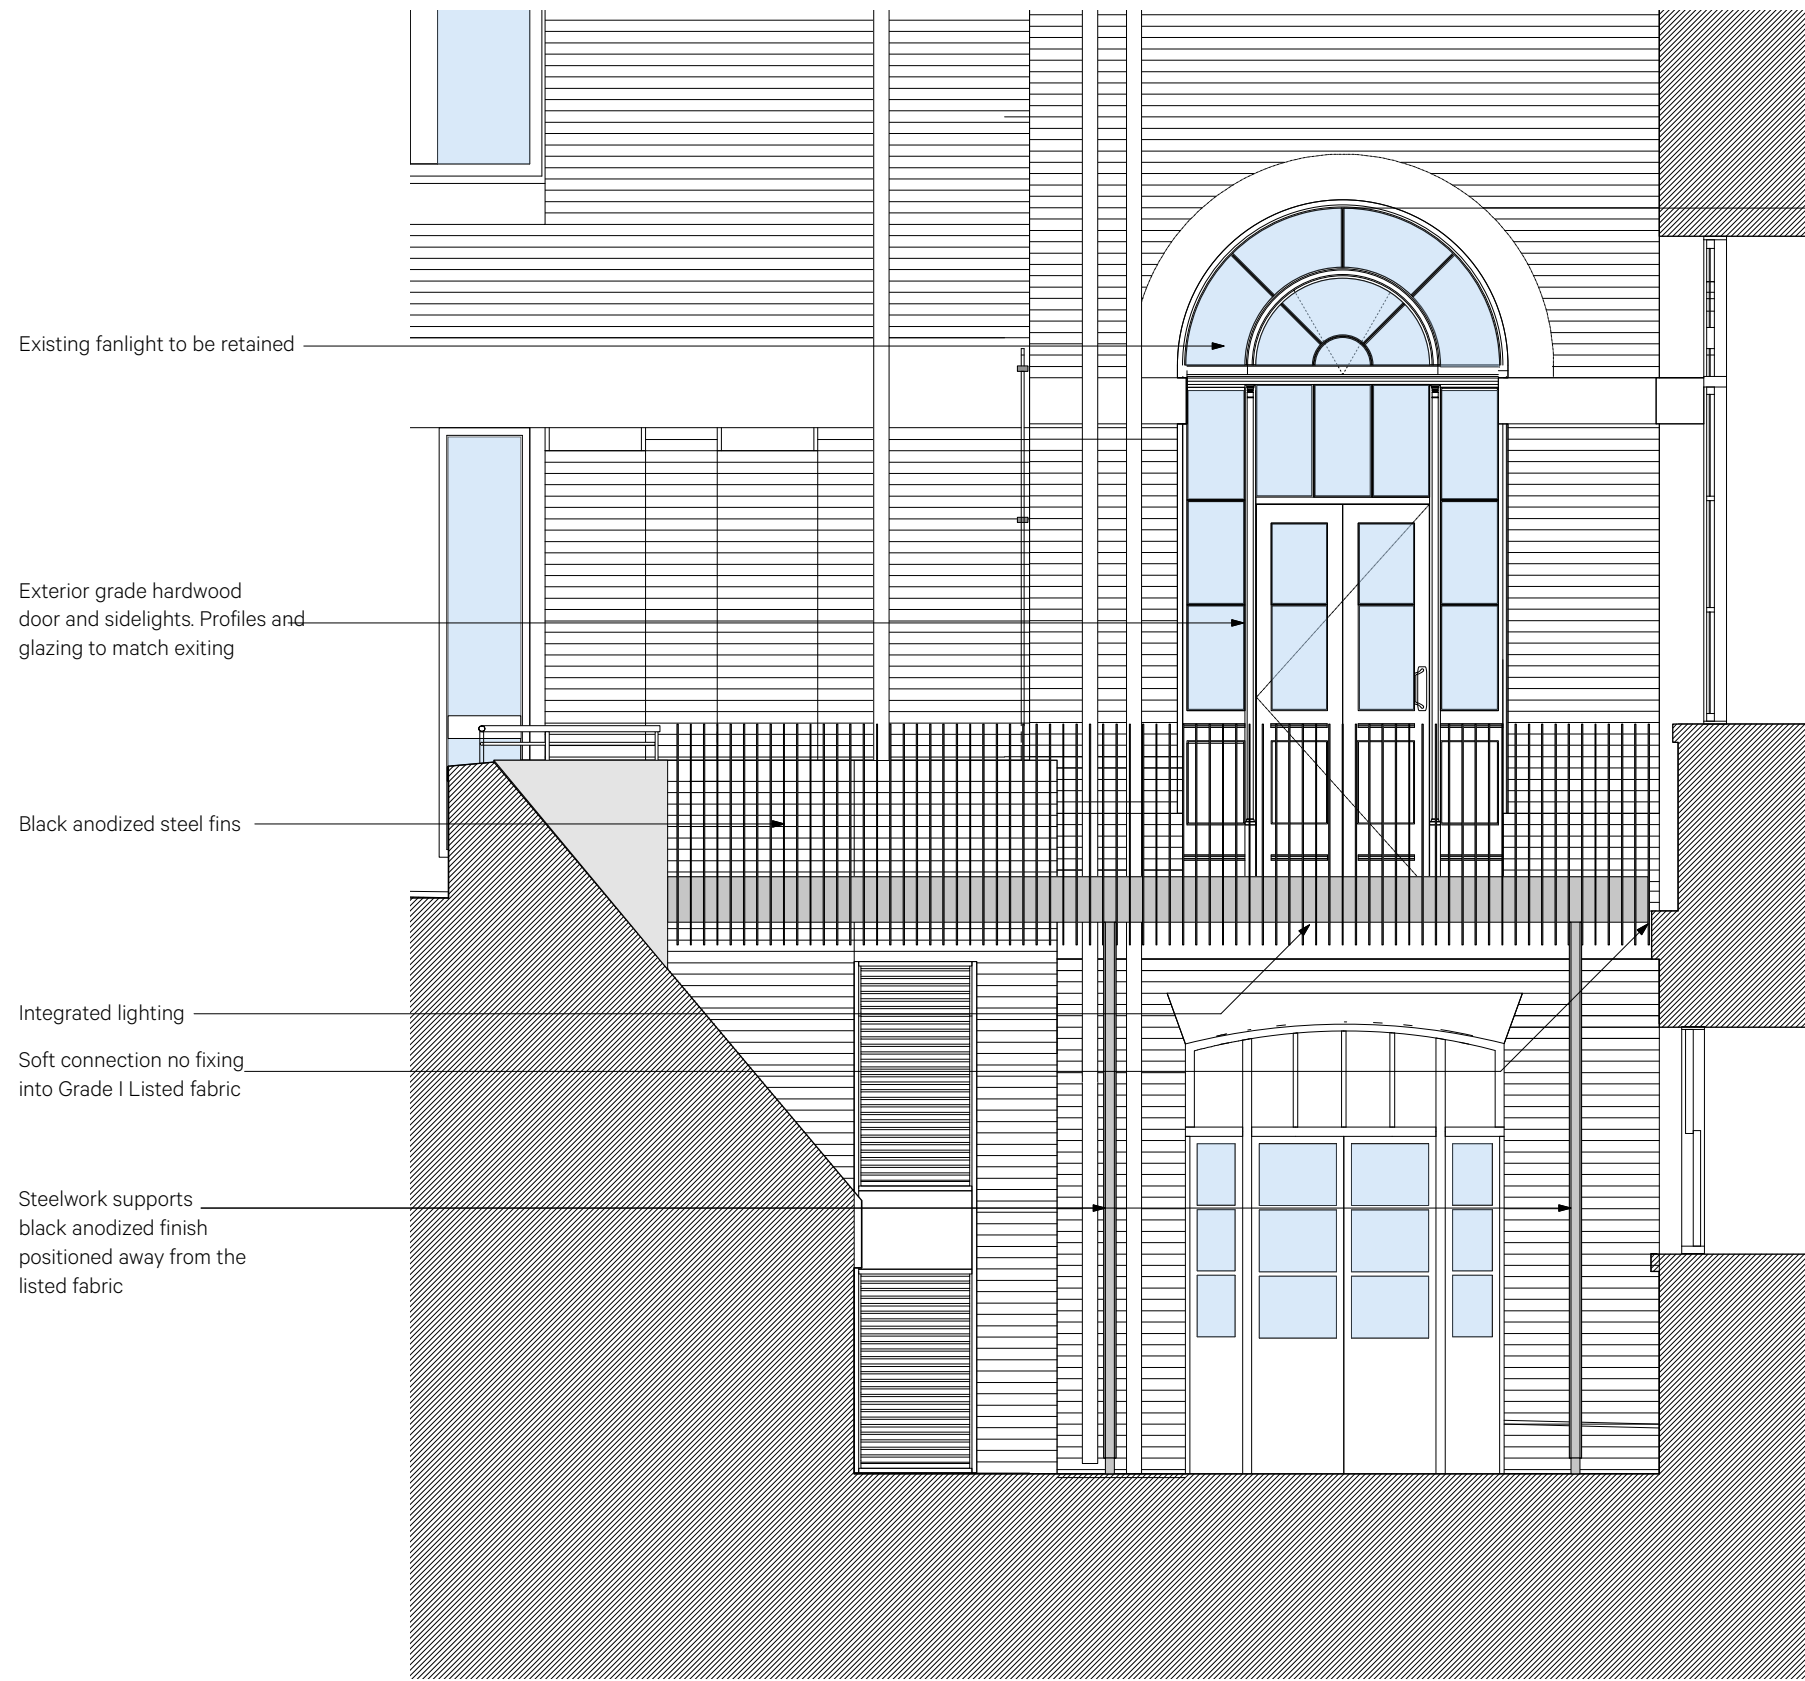 Existing fanlight to be retained
Exterior grade hardwood
door and sidelights. Profiles and
glazing to match exiting
Black anodized steel fins
Integrated lighting
Soft connection no fixing
into Grade I Listed fabric
Steelwork supports
black anodized finish
positioned away from the
listed fabric